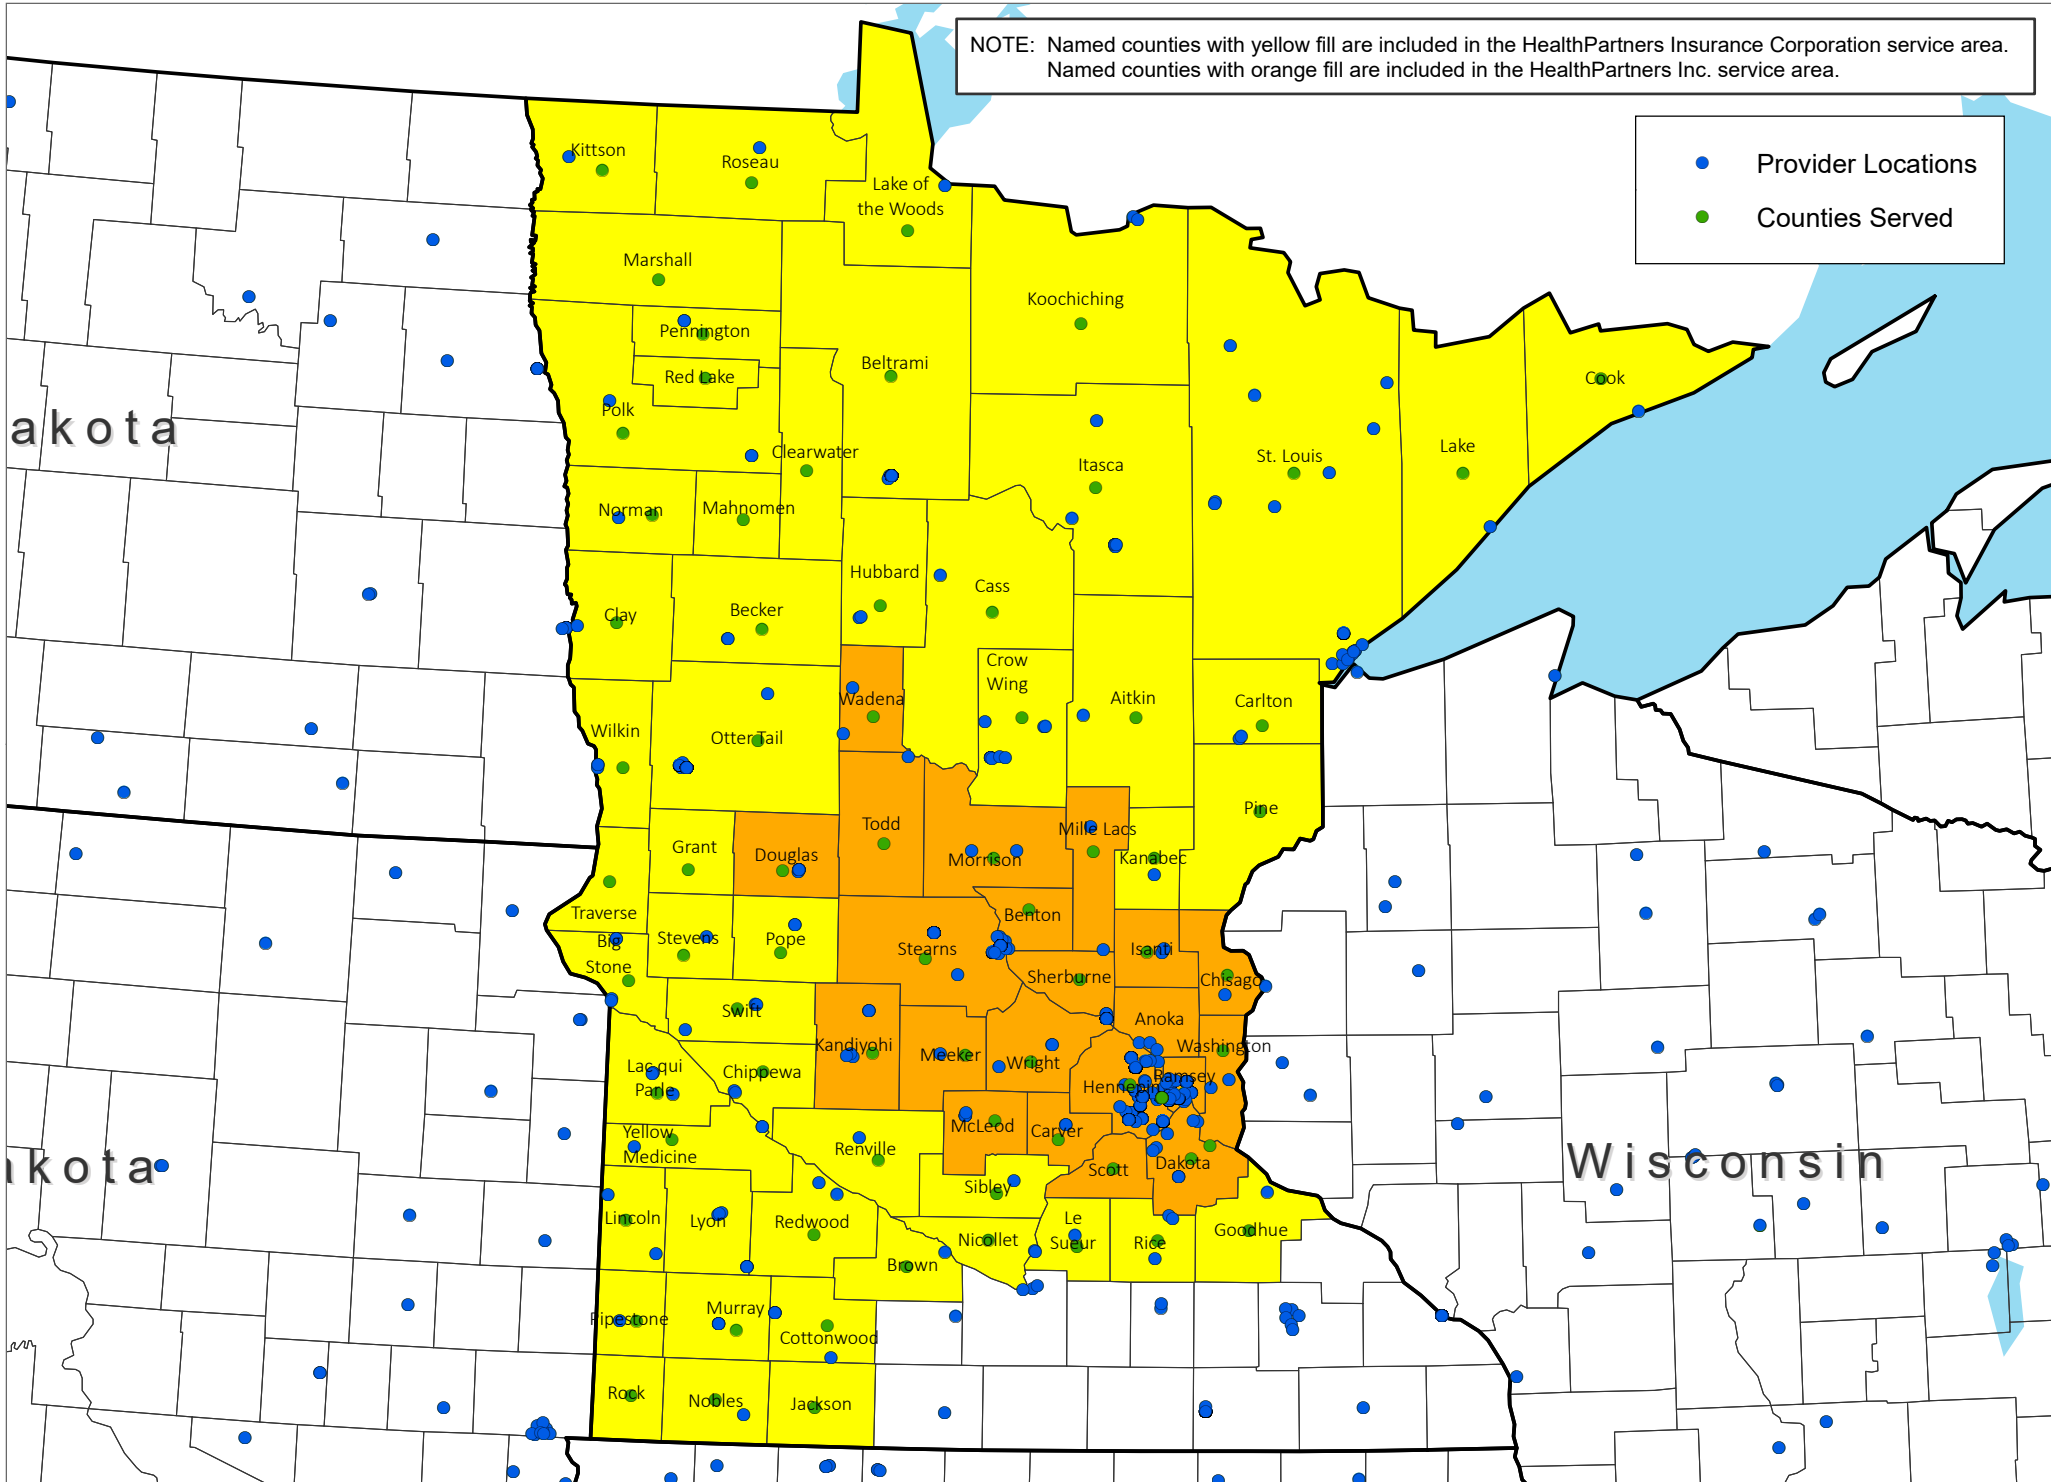 NOTE: Named counties with yellow fill are included in the HealthPartners Insurance Corporation service area.
Named counties with orange fill are included in the HealthPartners Inc. service area.
Provider Locations
Counties Served
Kittson
Roseau
Lake of
the Woods
Marshall
Koochiching
Pennington
Beltrami
Red Lake
Cook
Polk
akota
Clearwater
Itasca
St. Louis
Lake
Norman
Mahnomen
Hubbard
Cass
Clay
Becker
Crow
Wing
Wadena
Aitkin
Carlton
Wilkin
Otter Tail
Pine
Todd
Mille Lacs
Grant
Douglas
Morrison
Kanabec
Traverse
Benton
Big
Stone
Stevens
Pope
Stearns
Isanti
Sherburne
Chisago
Swift
Anoka
Kandiyohi
Meeker
Wright
Washington
Lac qui
Parle
Chippewa
Hennepin
Ramsey
McLeod
Carver
Yellow
Medicine
Renville
Scott
Dakota
akota
Wisconsin
Sibley
Lincoln
Lyon
Redwood
Nicollet
Le
Sueur
Rice
Goodhue
Brown
Pipestone
Murray
Cottonwood
Rock
Nobles
Jackson